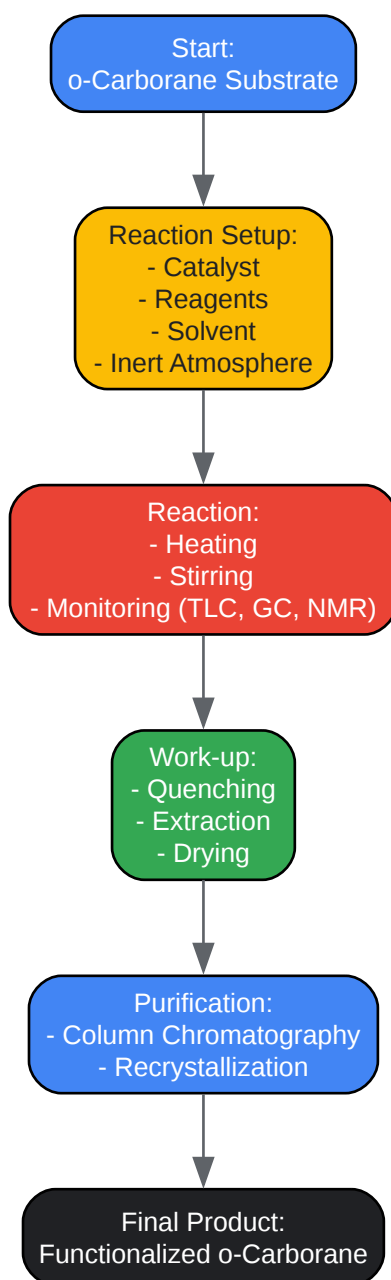 Start:
o-Carborane Substrate
Reaction Setup:
- Catalyst
- Reagents
- Solvent
- Inert Atmosphere
Reaction:
- Heating
- Stirring
- Monitoring (TLC, GC, NMR)
Work-up:
- Quenching
- Extraction
- Drying
Purification:
- Column Chromatography
- Recrystallization
Final Product:
Functionalized o-Carborane